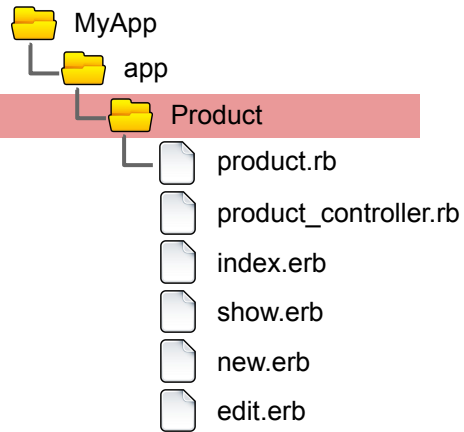 MyApp
app
Product
product.rb
product_controller.rb
index.erb
show.erb
new.erb
edit.erb